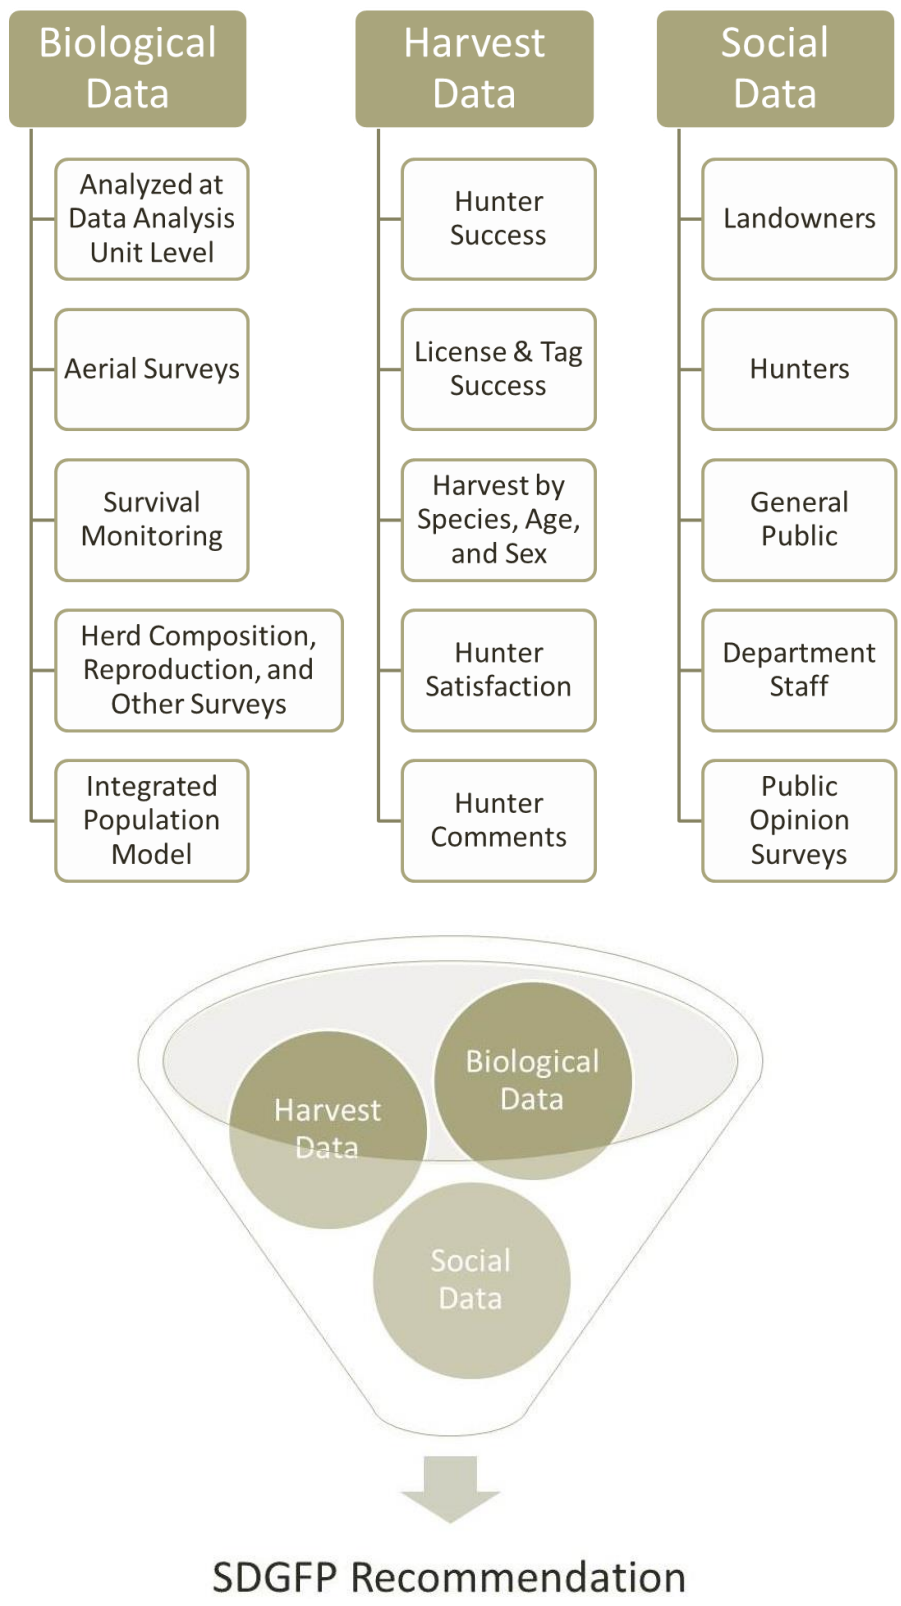 Biological
Data
Analyzed at
Data Analysis
Unit Level
Aerial Surveys
Survival
Monitoring
Herd Composition,
Reproduction, and
Other Surveys
Integrated
Population
Model
Harvest
Data
Hunter
Success
License & Tag
Success
Harvest by
Species, Age,
and Sex
Hunter
Satisfaction
Hunter
Comments
Social
Data
Landowners
Hunters
General
Public
Department
Staff
Public
Opinion
Surveys
Biological
Data
Harvest
Data
Social
Data
SDGFP Recommendation